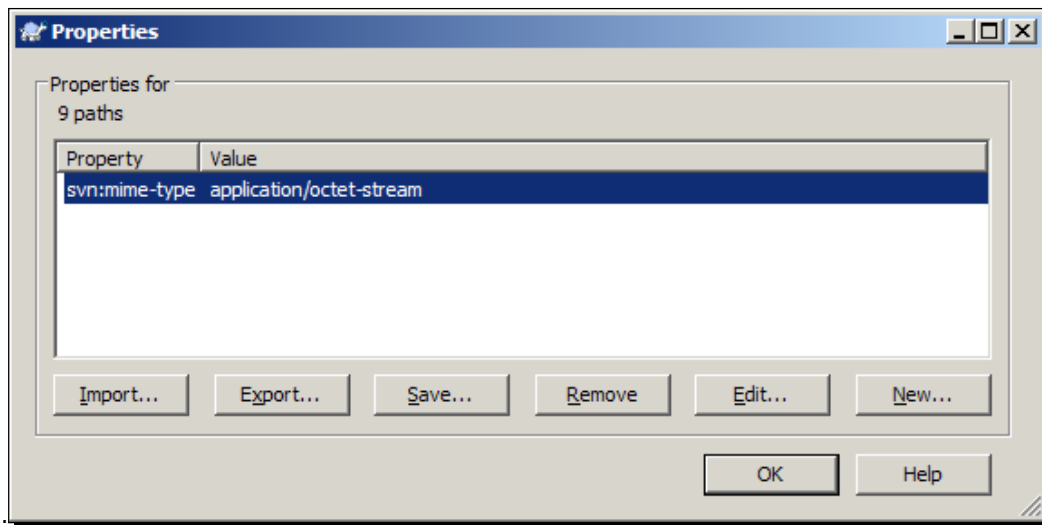 Properties
Properties for
9 paths
Property Value
svn:mime-type application/octet-stream
Import... Export... Save... Remove Edit... New...
OK Help
.